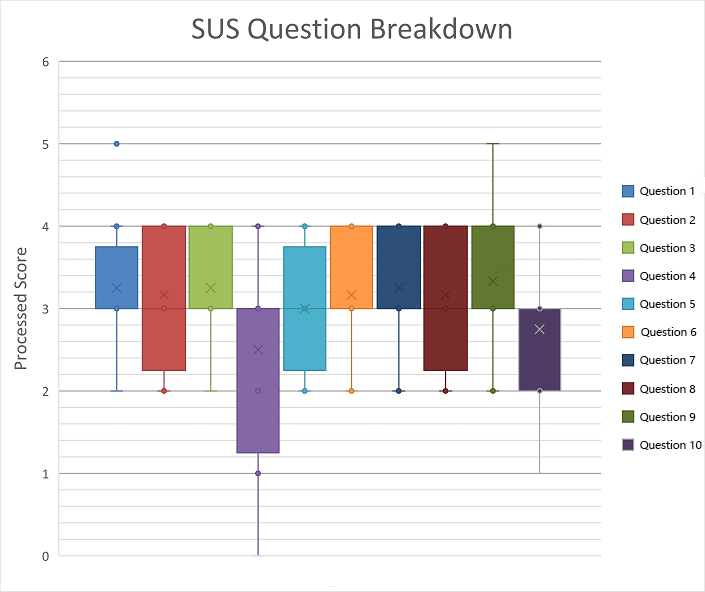 SUS Question Breakdown
6
5
4
3
2
1
0
Processed Score
Question 1
Question 2
Question 3
Question 4
Question 5
Question 6
Question 7
Question 8
Question 9
Question 10